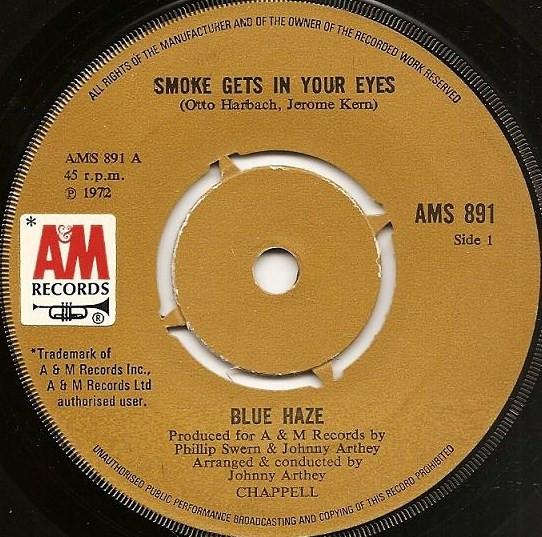 ALL RIGHTS OF THE MANUFACTURER AND OF THE OWNER OF THE RECORDED WORK RESERVED
SMOKE GETS IN YOUR EYES
(Otto Harbach, Jerome Kern)
AMS 891 A
45 r.p.m.
℗ 1972
AMS 891
Side 1
*
A&M
RECORDS
®
*Trademark of
A & M Records Inc.,
A & M Records Ltd
authorised user.
BLUE HAZE
Produced for A & M Records by
Phillip Swern & Johnny Arthey
Arranged & conducted by
Johnny Arthey
CHAPPELL
UNAUTHORISED PUBLIC PERFORMANCE BROADCASTING AND COPYING OF THIS RECORD PROHIBITED